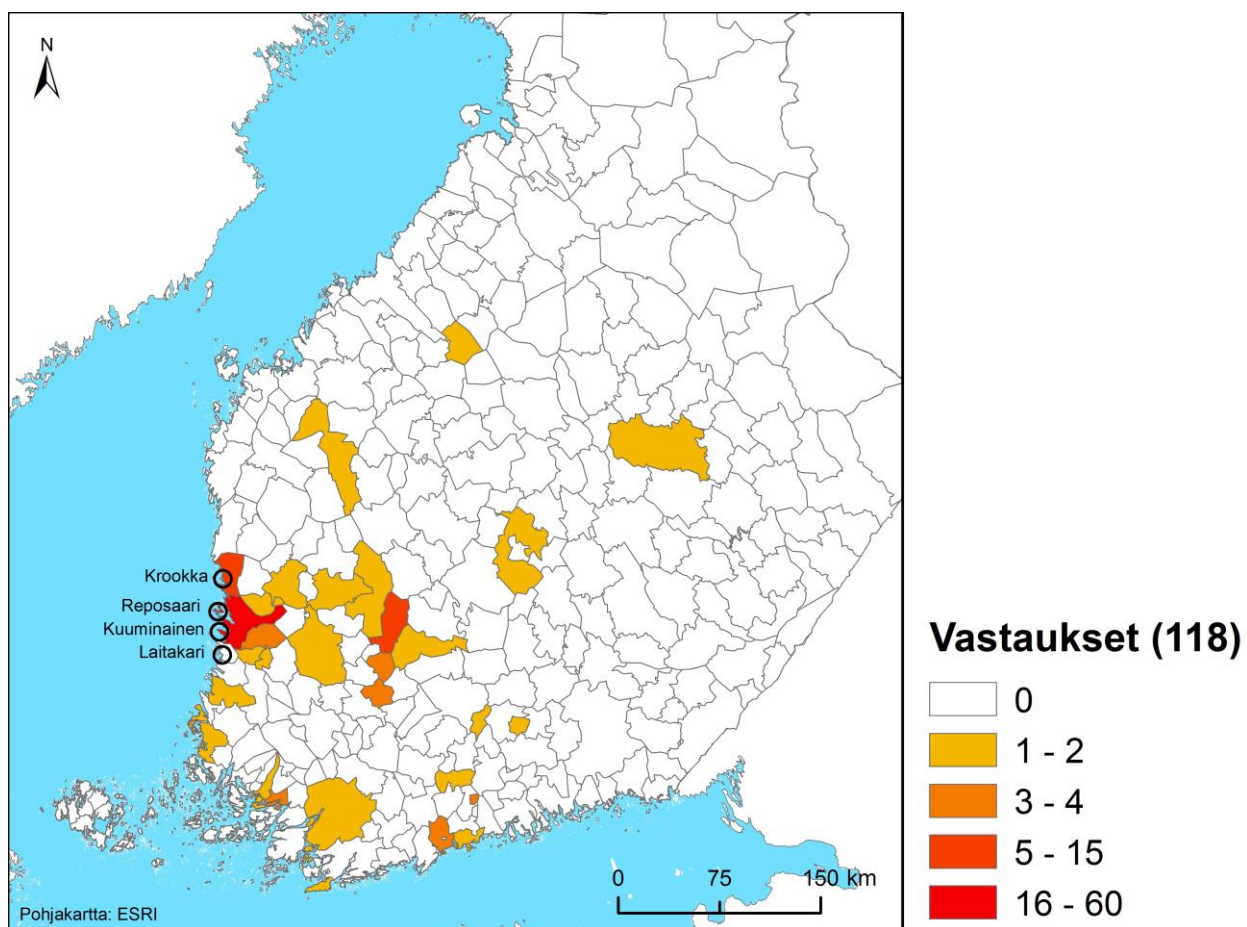 N
Krookka
Reposaari
Kuuminainen
Laitakari
0 75 150 km
Pohjakartta: ESRI
Vastaukset (118)
0
1 - 2
3 - 4
5 - 15
16 - 60